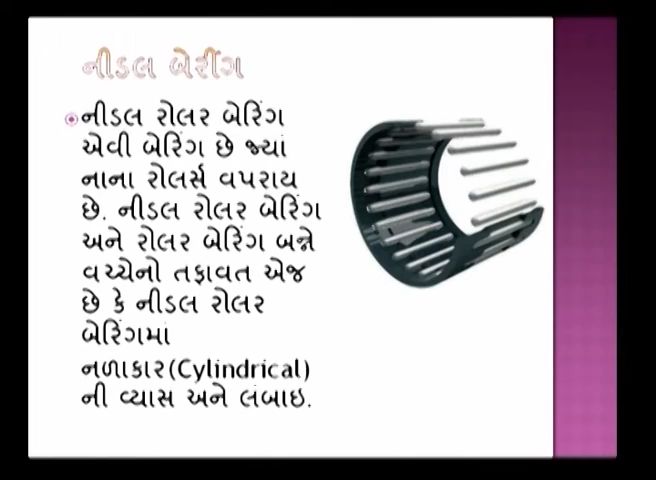 નીડલ બેરીંગ
નીડલ રોલર બેરિંગ
એવી બેરિંગ છે જ્યાં
નાના રોલર્સ વપરાય
છે. નીડલ રોલર બેરિંગ
અને રોલર બેરિંગ બન્ને
વચ્ચેનો તફાવત એજ
છે કે નીડલ રોલર
બેરિંગમાં
નળાકાર(Cylindrical)
ની વ્યાસ અને લંબાઇ.